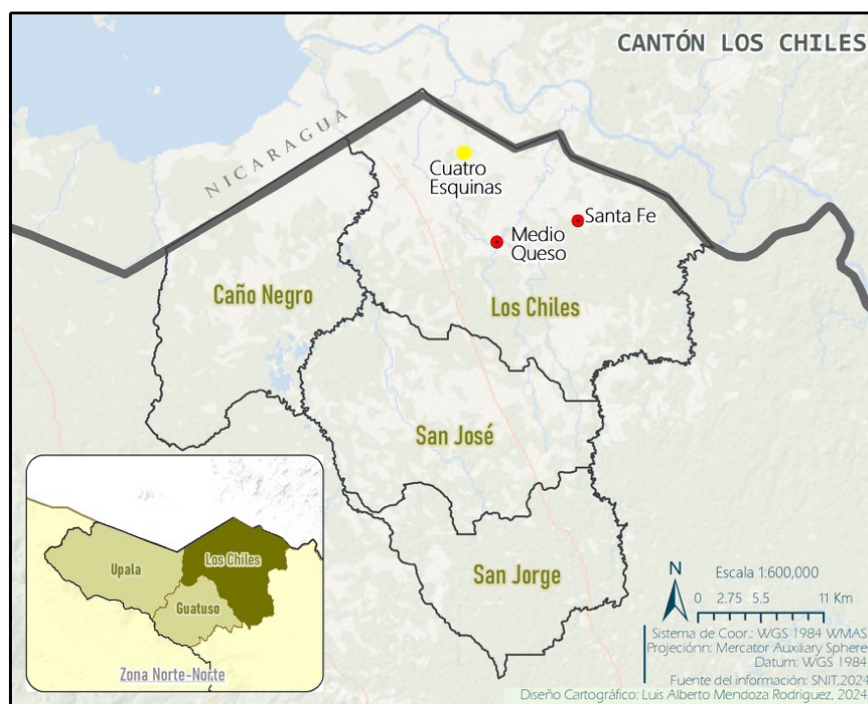 CANTÓN LOS CHILES
NICARAGUA
Cuatro
Esquinas
Santa Fe
Medio
Queso
Caño Negro
Los Chiles
San José
San Jorge
Upala
Los Chiles
Guatuso
Zona Norte-Norte
N
Escala 1:600,000
0 2.75 5.5 11 Km
Sistema de Coor.: WGS 1984 WMAS
Projeciónn: Mercator Auxiliary Sphere
Datum: WGS 1984
Fuente del información: SNIT,2024
Diseño Cartográfico: Luis Alberto Mendoza Rodriguez, 2024